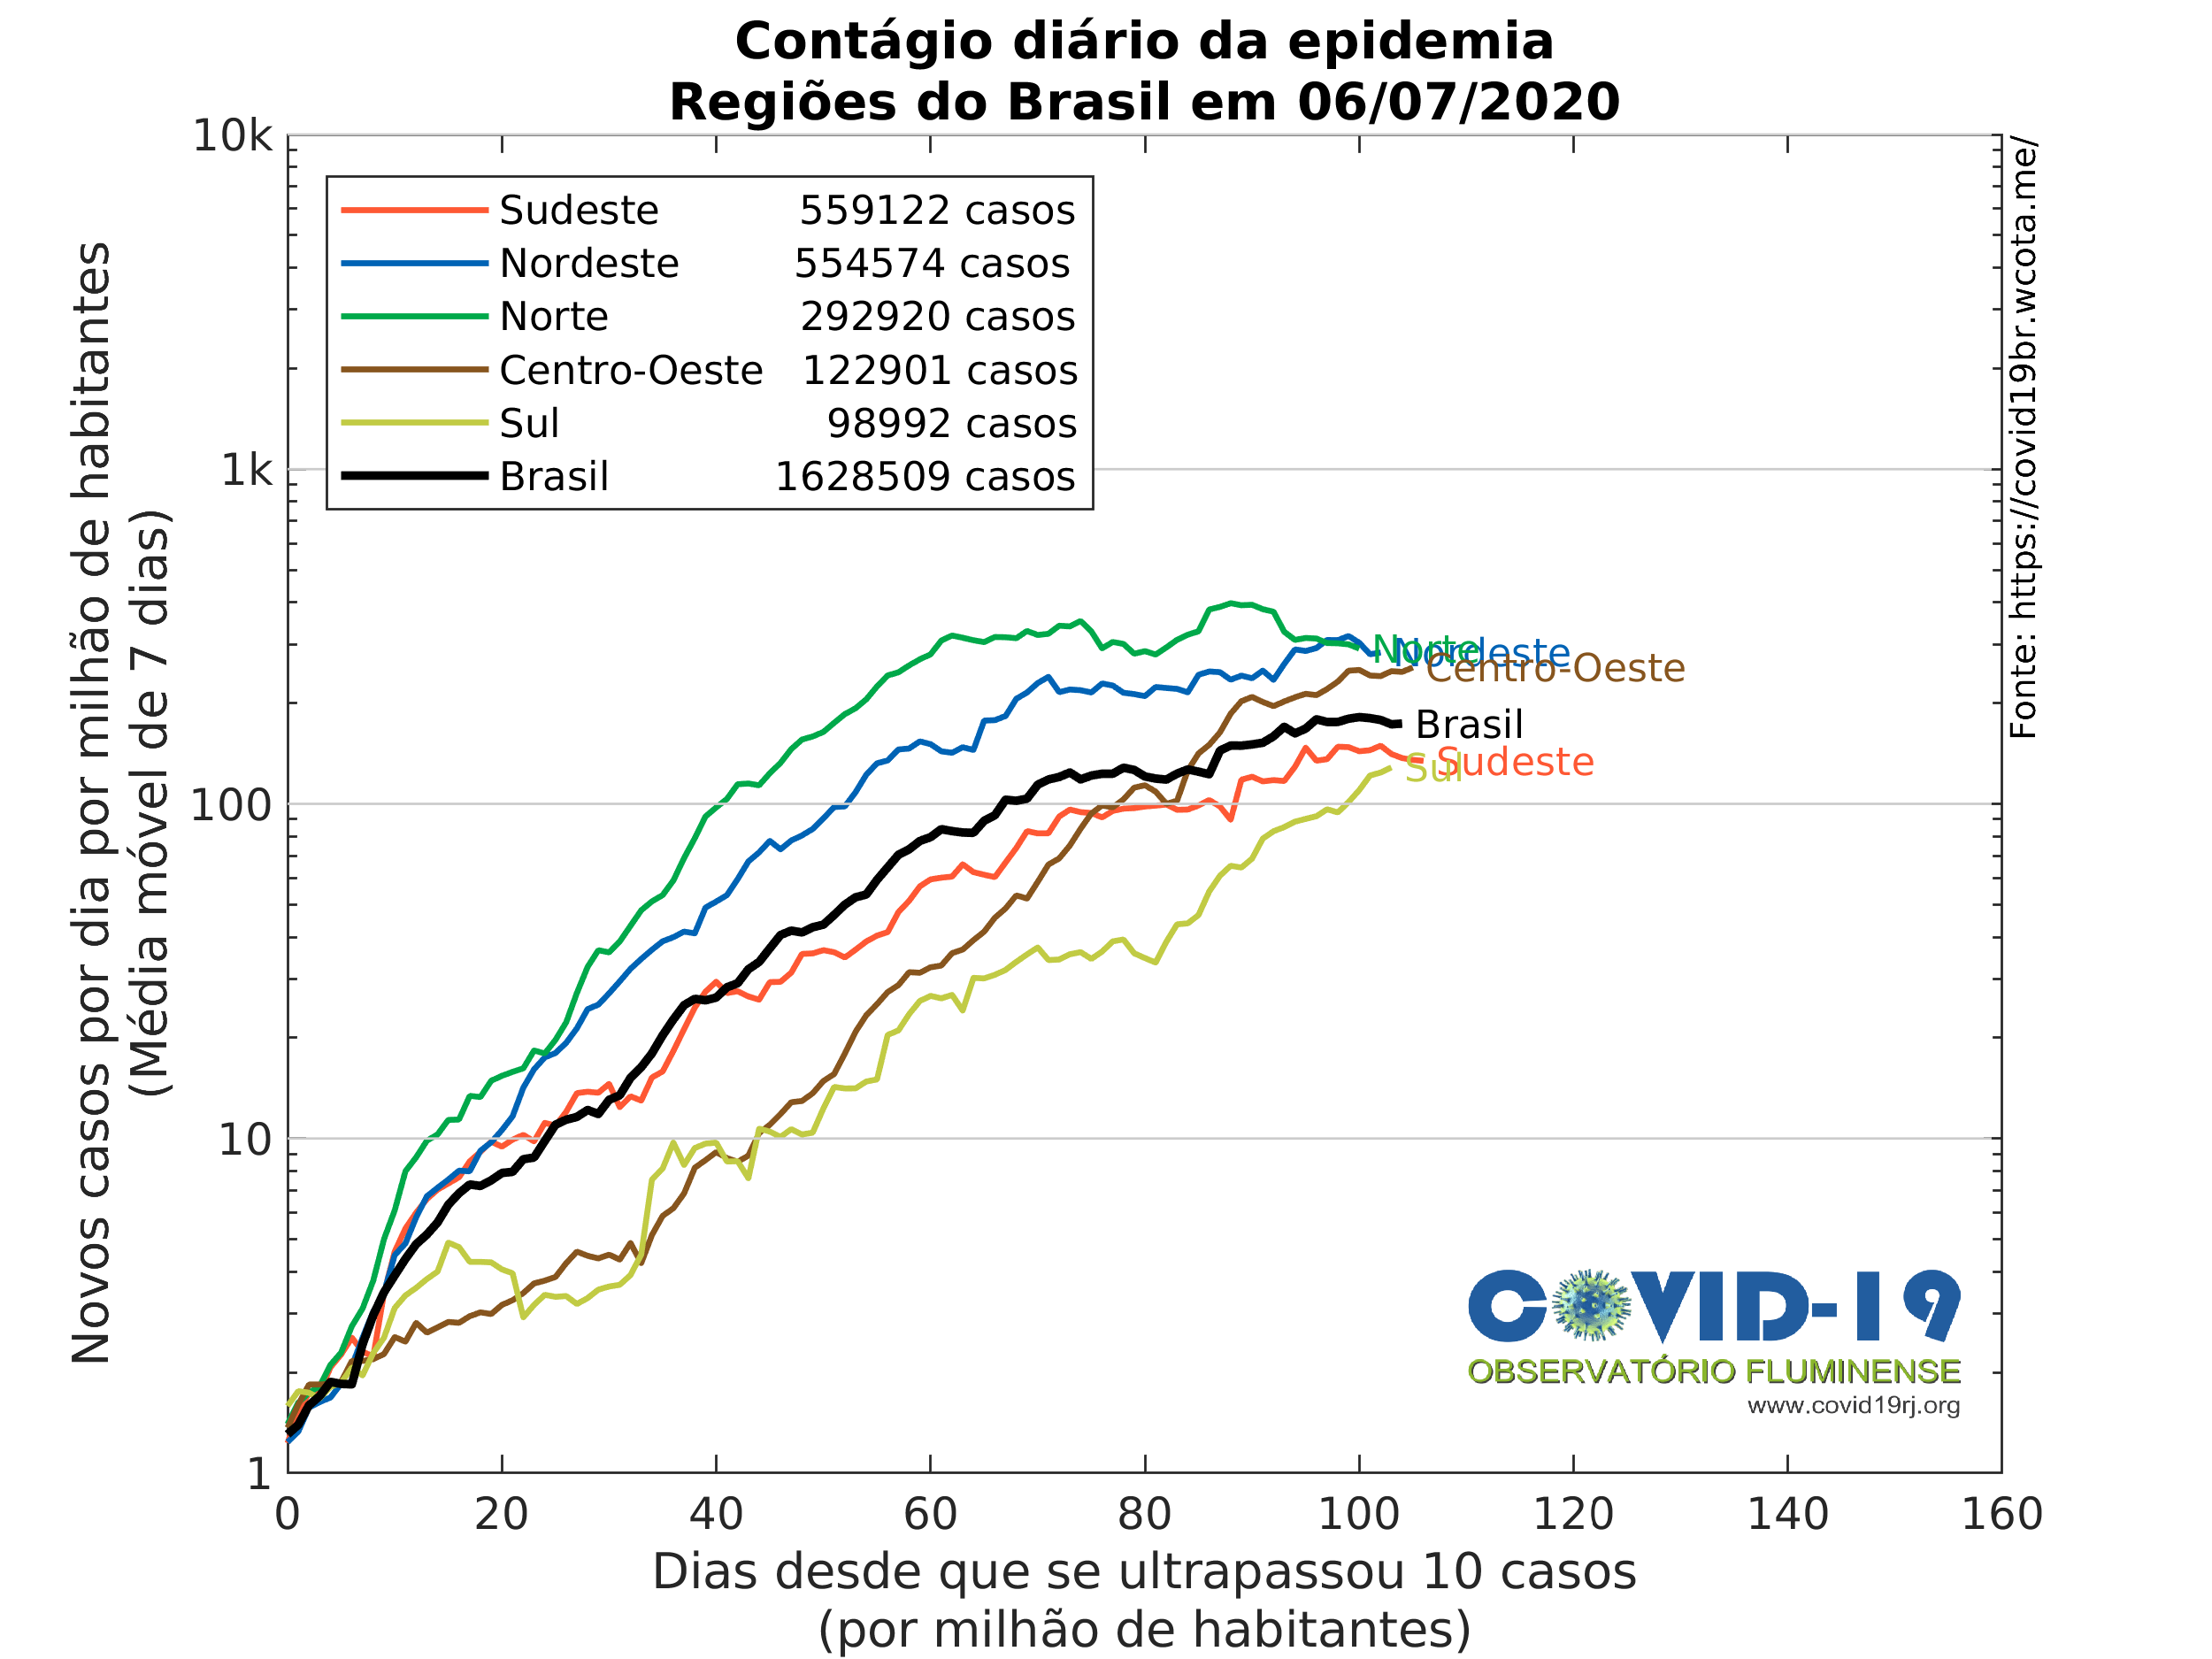 Contágio diário da epidemia
Regiões do Brasil em 06/07/2020
Novos casos por dia por milhão de habitantes
(Média móvel de 7 dias)
10k
1k
100
10
1
Sudeste 559122 casos
Nordeste 554574 casos
Norte 292920 casos
Centro-Oeste 122901 casos
Sul 98992 casos
Brasil 1628509 casos
Norte
Nordeste
Centro-Oeste
Brasil
Sudeste
Sul
Fonte: https://covid19br.wcota.me/
COVID-19
OBSERVATÓRIO FLUMINENSE
www.covid19rj.org
0 20 40 60 80 100 120 140 160
Dias desde que se ultrapassou 10 casos
(por milhão de habitantes)